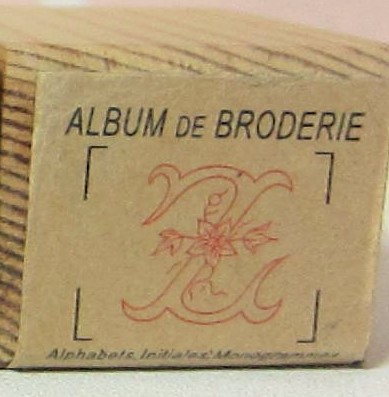 ALBUM DE BRODERIE
Alphabets, Initiales, Monogrammes